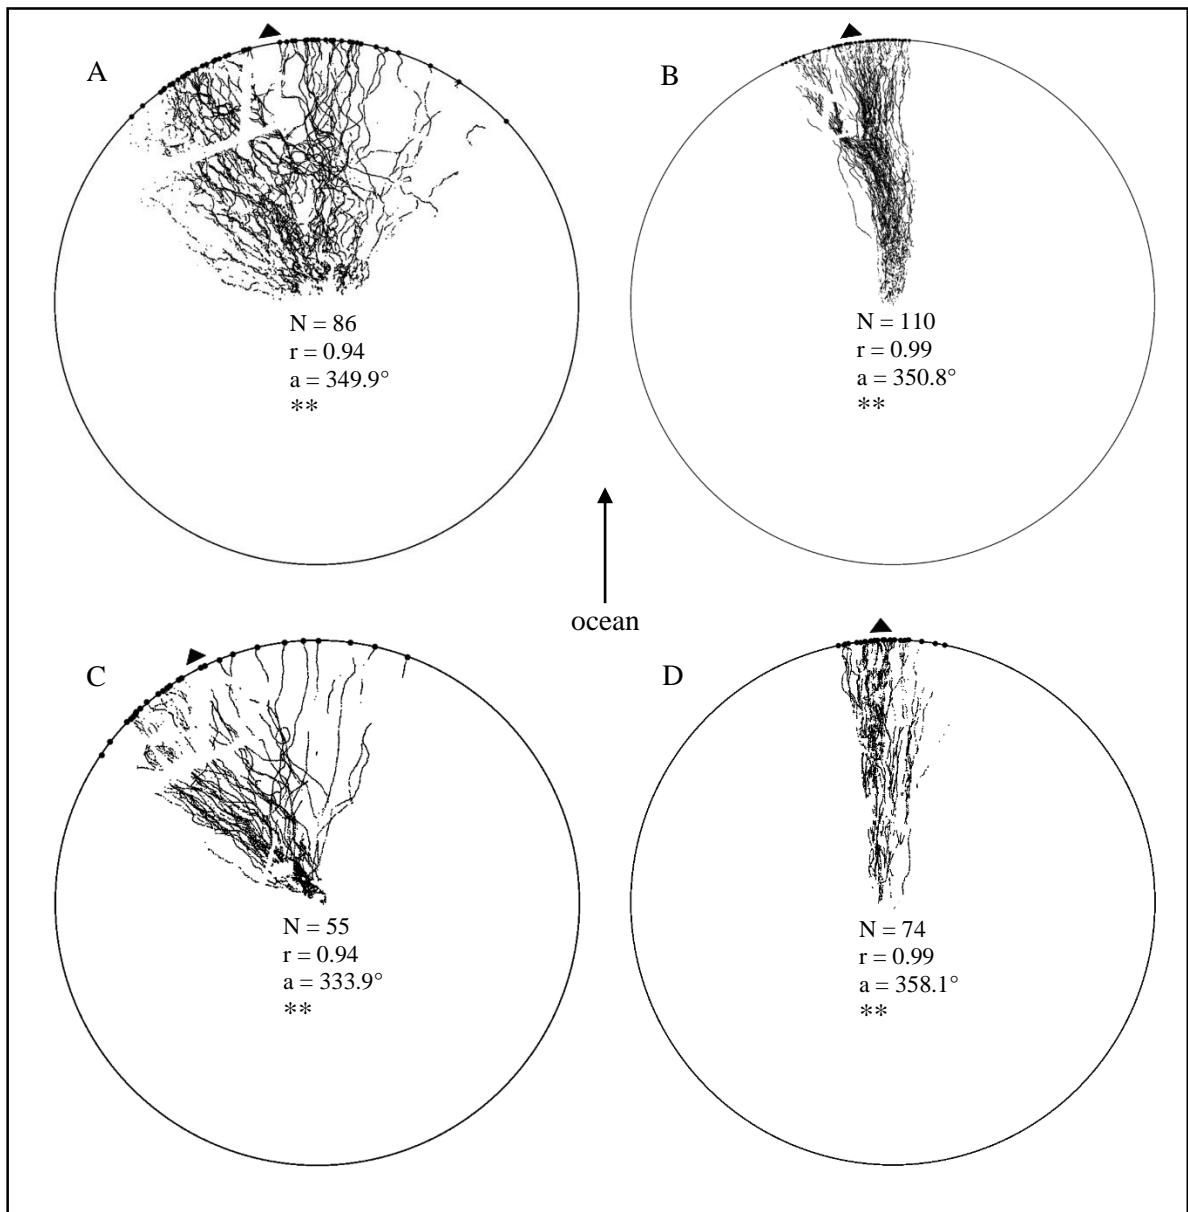 A
N = 86
r = 0.94
a = 349.9°
**
B
N = 110
r = 0.99
a = 350.8°
**
ocean
C
N = 55
r = 0.94
a = 333.9°
**
D
N = 74
r = 0.99
a = 358.1°
**